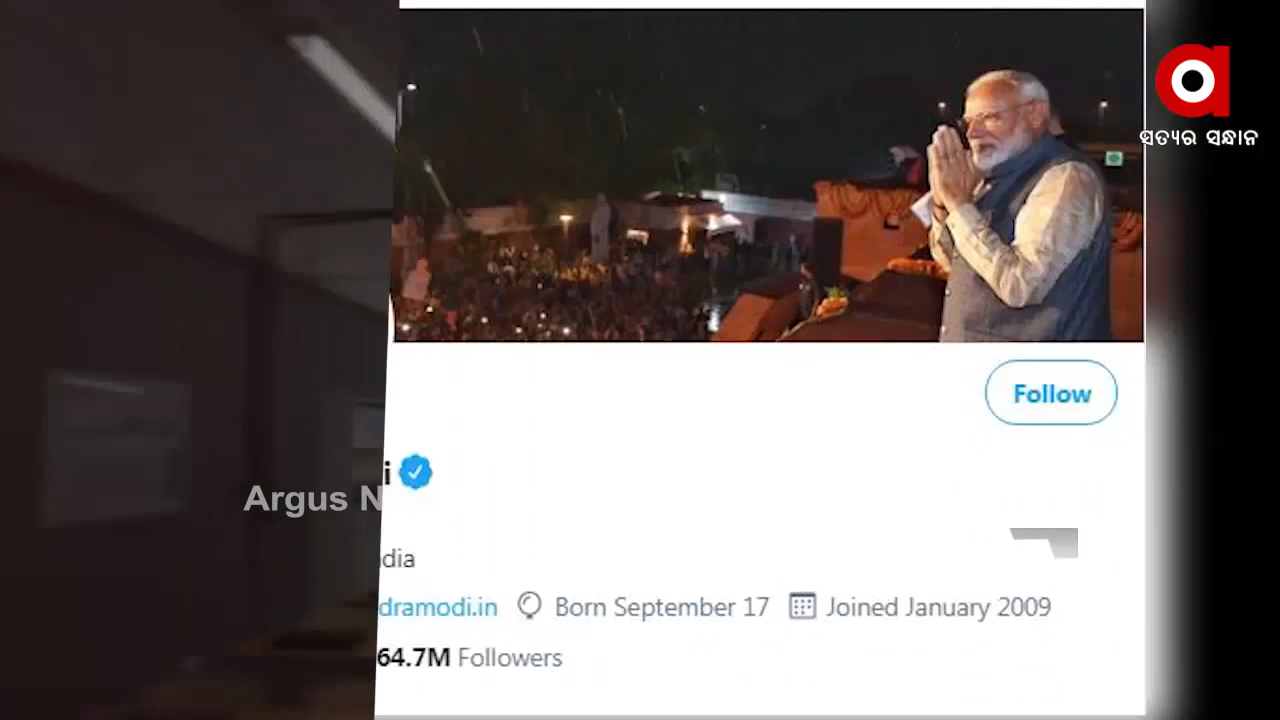 ସତ୍ୟର ସନ୍ଧାନ
Follow
i
Argus N
dia
dramodi.in Born September 17 Joined January 2009
64.7M Followers